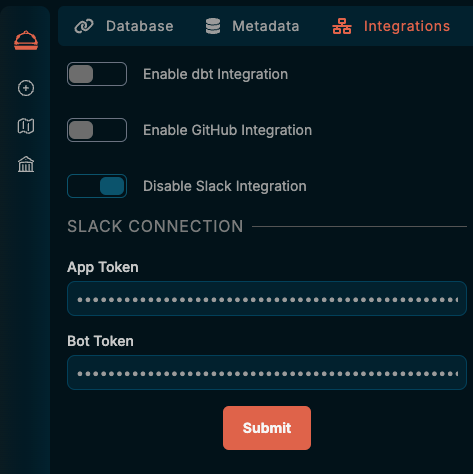 Database Metadata Integrations
Enable dbt Integration
Enable GitHub Integration
Disable Slack Integration
SLACK CONNECTION
App Token
••••••••••••••••••••••••••••••••••••••••••••••••
Bot Token
••••••••••••••••••••••••••••••••••••••••••••••••
Submit